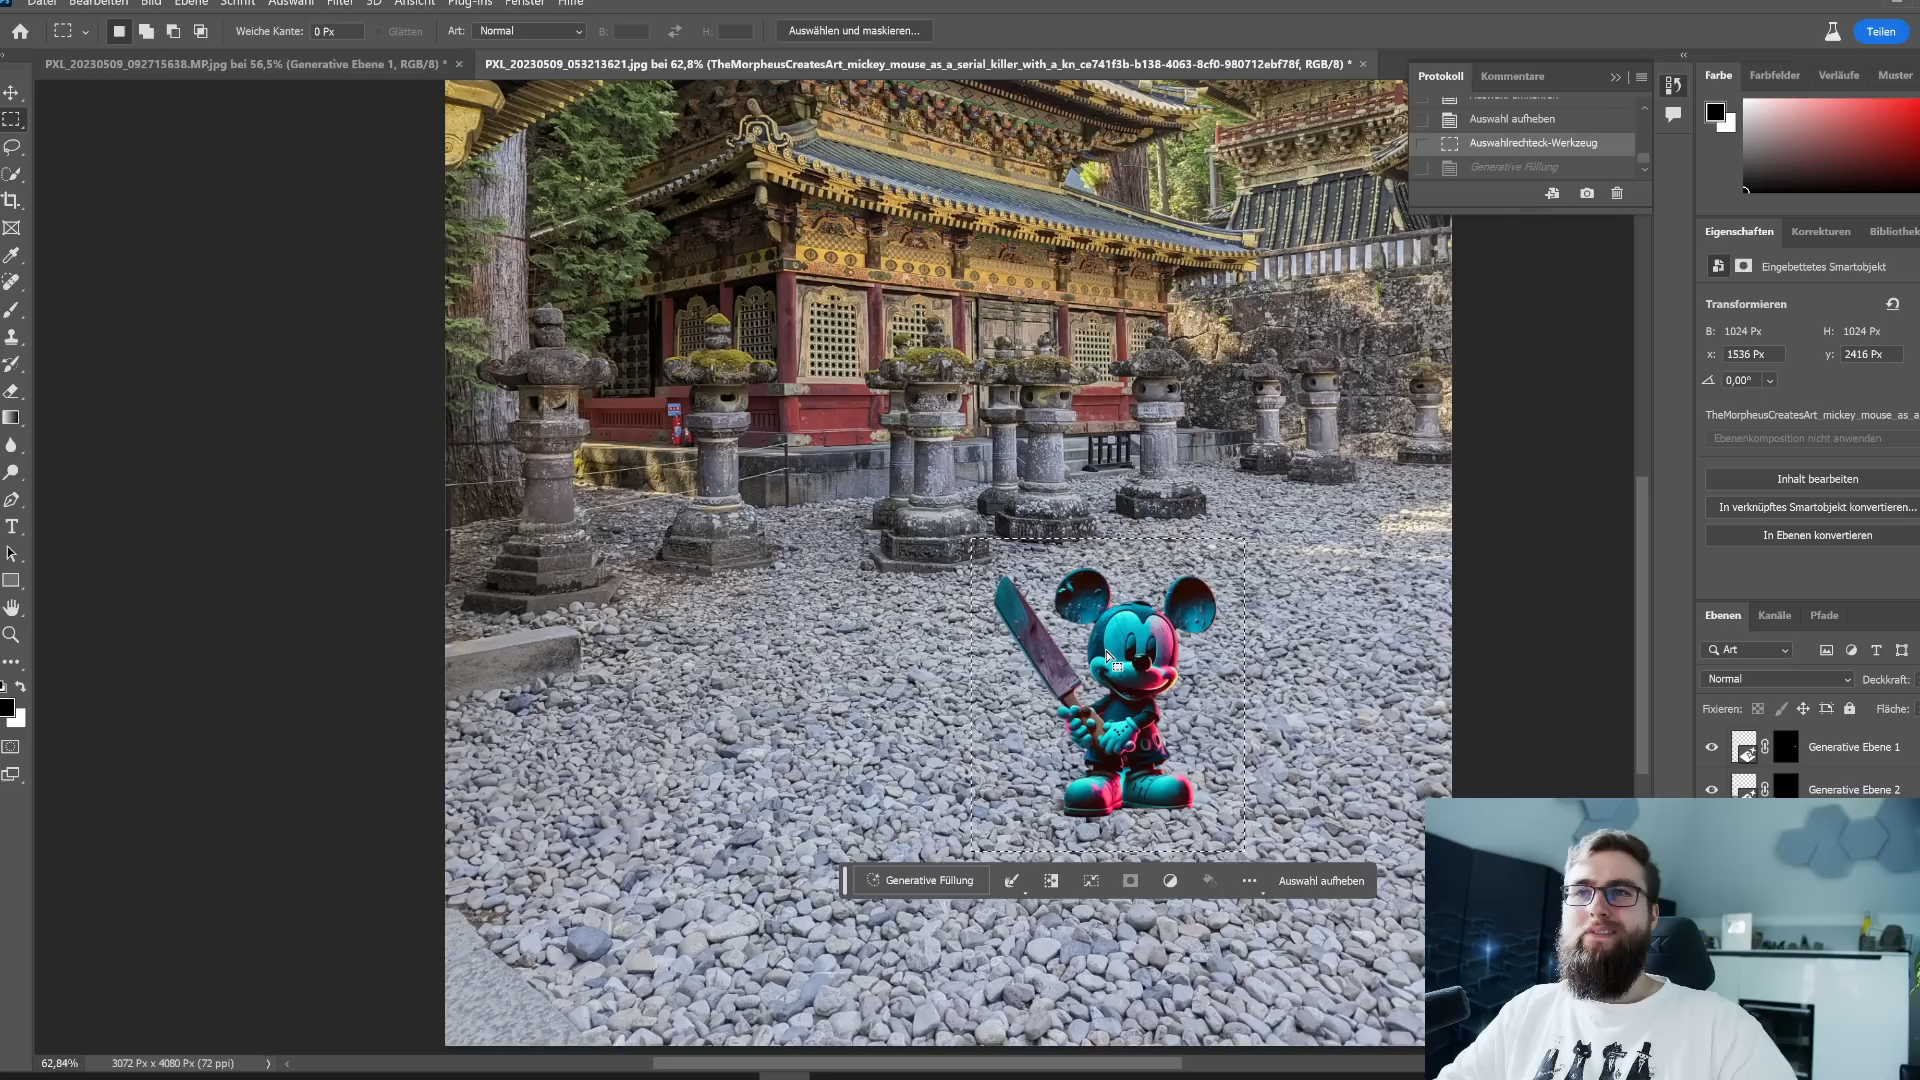 Datei Bearbeiten Bild Ebene Schrift Auswahl Filter 3D Ansicht Plug-ins Fenster Hilfe
Weiche Kante: 0 Px Glätten Art: Normal B: H: Auswählen und maskieren... Teilen
PXL_20230509_092715638.MP.jpg bei 56,5% (Generative Ebene 1, RGB/8) * ×
PXL_20230509_053213621.jpg bei 62,8% (TheMorpheusCreatesArt_mickey_mouse_as_a_serial_killer_with_a_kn_ce741f3b-b138-4063-8cf0-980712ebf78f, RGB/8) * ×
Protokoll Kommentare
Auswahl aufheben
Auswahlrechteck-Werkzeug
Generative Füllung
Farbe Farbfelder Verläufe Muster
Eigenschaften Korrekturen Bibliothek
Eingebettetes Smartobjekt
Transformieren
B: 1024 Px H: 1024 Px
x: 1536 Px y: 2416 Px
0,00°
TheMorpheusCreatesArt_mickey_mouse_as_a
Ebenenkomposition nicht anwenden
Inhalt bearbeiten
In verknüpftes Smartobjekt konvertieren...
In Ebenen konvertieren
Ebenen Kanäle Pfade
Art
Normal Deckkraft:
Fixieren: Fläche:
Generative Ebene 1
Generative Ebene 2
Generative Füllung Auswahl aufheben
62,84% 3072 Px x 4080 Px (72 ppi)